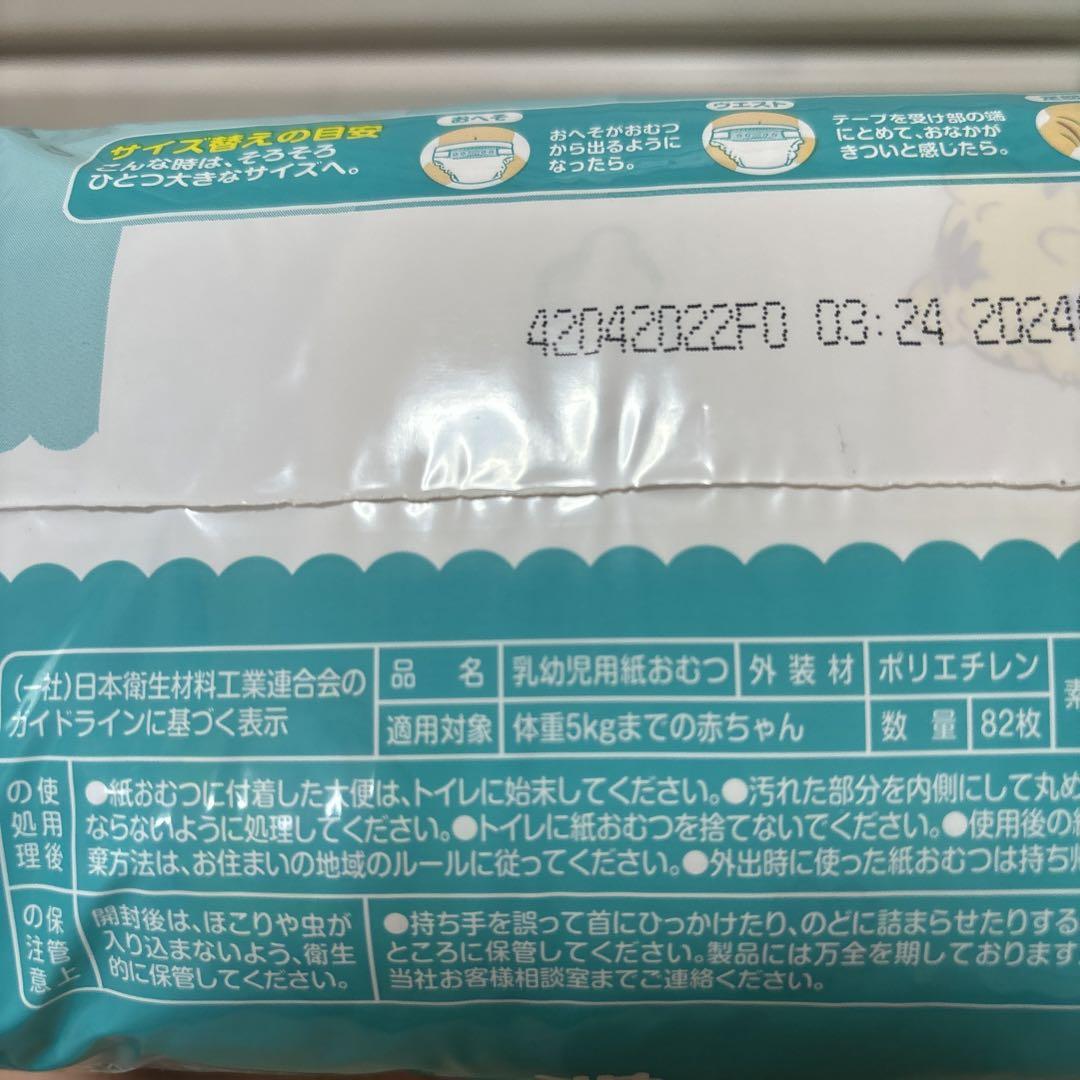 サイズ替えの目安
こんな時は、そろそろ
ひとつ大きなサイズへ。
おへそ
おへそがおむつ
から出るように
なったら。
ウエスト
テープを受け部の端
にとめて、おなかが
きついと感じたら。
42042022F0 03:24 2024
(一社)日本衛生材料工業連合会の
ガイドラインに基づく表示
品 名
乳幼児用紙おむつ
外 装 材
ポリエチレン
適用対象
体重5kgまでの赤ちゃん
数 量
82枚
素
使用後の処理
●紙おむつに付着した大便は、トイレに始末してください。●汚れた部分を内側にして丸め
ならないように処理してください。●トイレに紙おむつを捨てないでください。●使用後の
棄方法は、お住まいの地域のルールに従ってください。●外出時に使った紙おむつは持ち
保管上の注意
開封後は、ほこりや虫が
入り込まないよう、衛生
的に保管してください。
●持ち手を誤って首にひっかけたり、のどに詰まらせたりする
ところに保管してください。製品には万全を期しております
当社お客様相談室までご連絡ください。